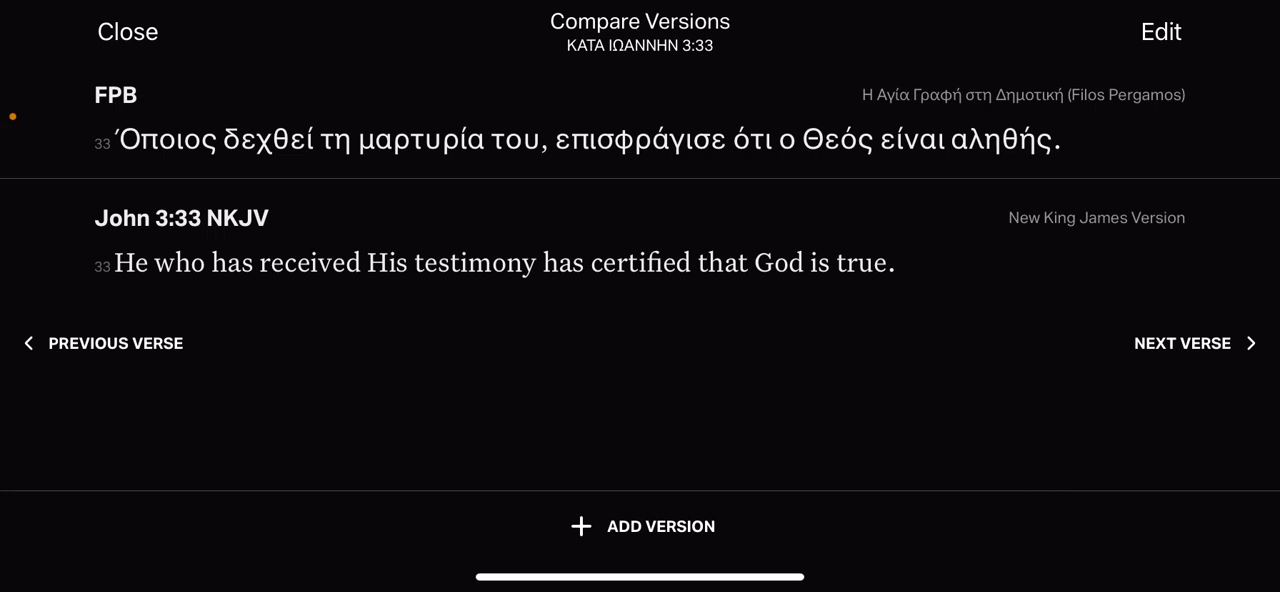 Close
Compare Versions
Edit
ΚΑΤΑ ΙΩΑΝΝΗΝ 3:33
FPB
Η Αγία Γραφή στη Δημοτική (Filos Pergamos)
33 Όποιος δεχθεί τη μαρτυρία του, επισφράγισε ότι ο Θεός είναι αληθής.
John 3:33 NKJV
New King James Version
33 He who has received His testimony has certified that God is true.
PREVIOUS VERSE
NEXT VERSE
ADD VERSION